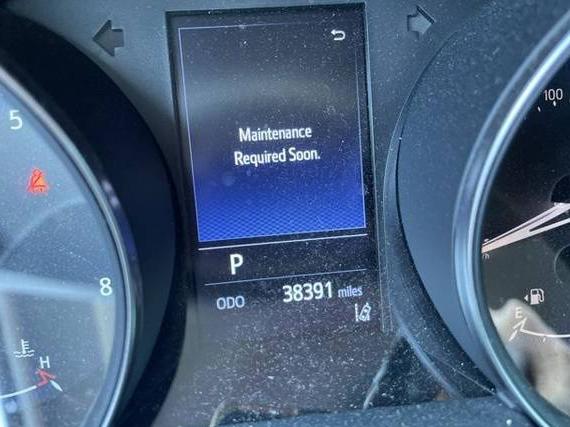 Maintenance
Required Soon.
5
8
H
P
ODO 38391 miles
100
E